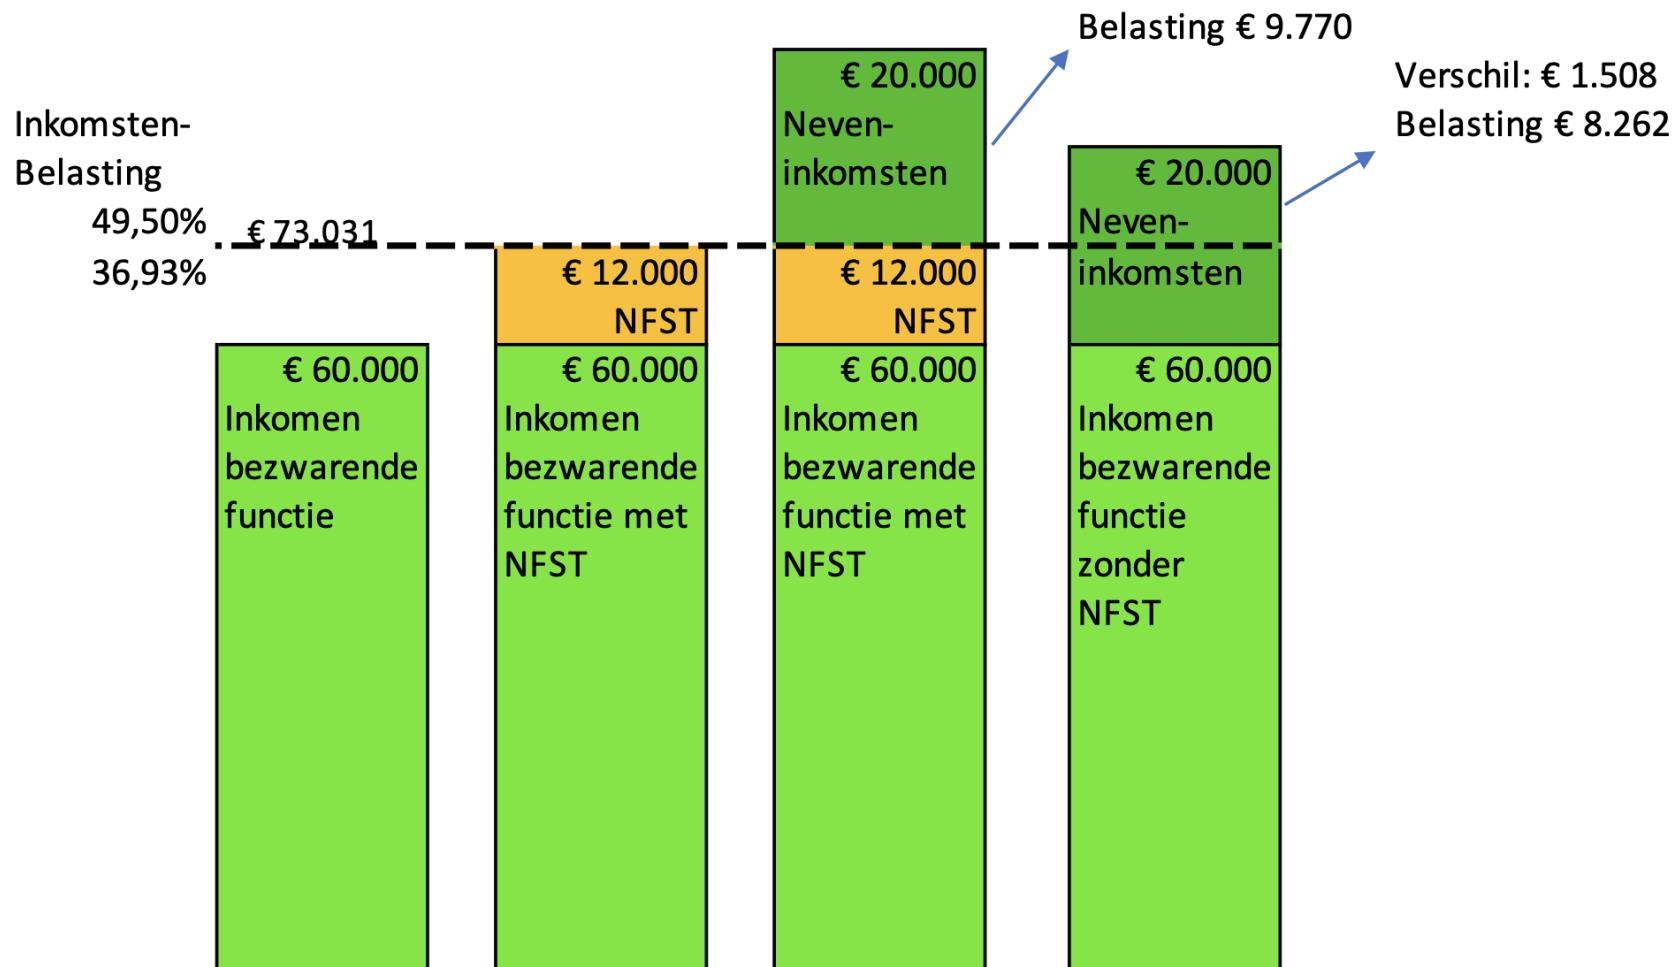 Belasting € 9.770
Verschil: € 1.508
Belasting € 8.262
Inkomsten-
Belasting
49,50%
36,93%
€ 73.031
€ 60.000
Inkomen
bezwarende
functie
€ 12.000
NFST
€ 60.000
Inkomen
bezwarende
functie met
NFST
€ 20.000
Neven-
inkomsten
€ 12.000
NFST
€ 60.000
Inkomen
bezwarende
functie met
NFST
€ 20.000
Neven-
inkomsten
€ 60.000
Inkomen
bezwarende
functie
zonder
NFST